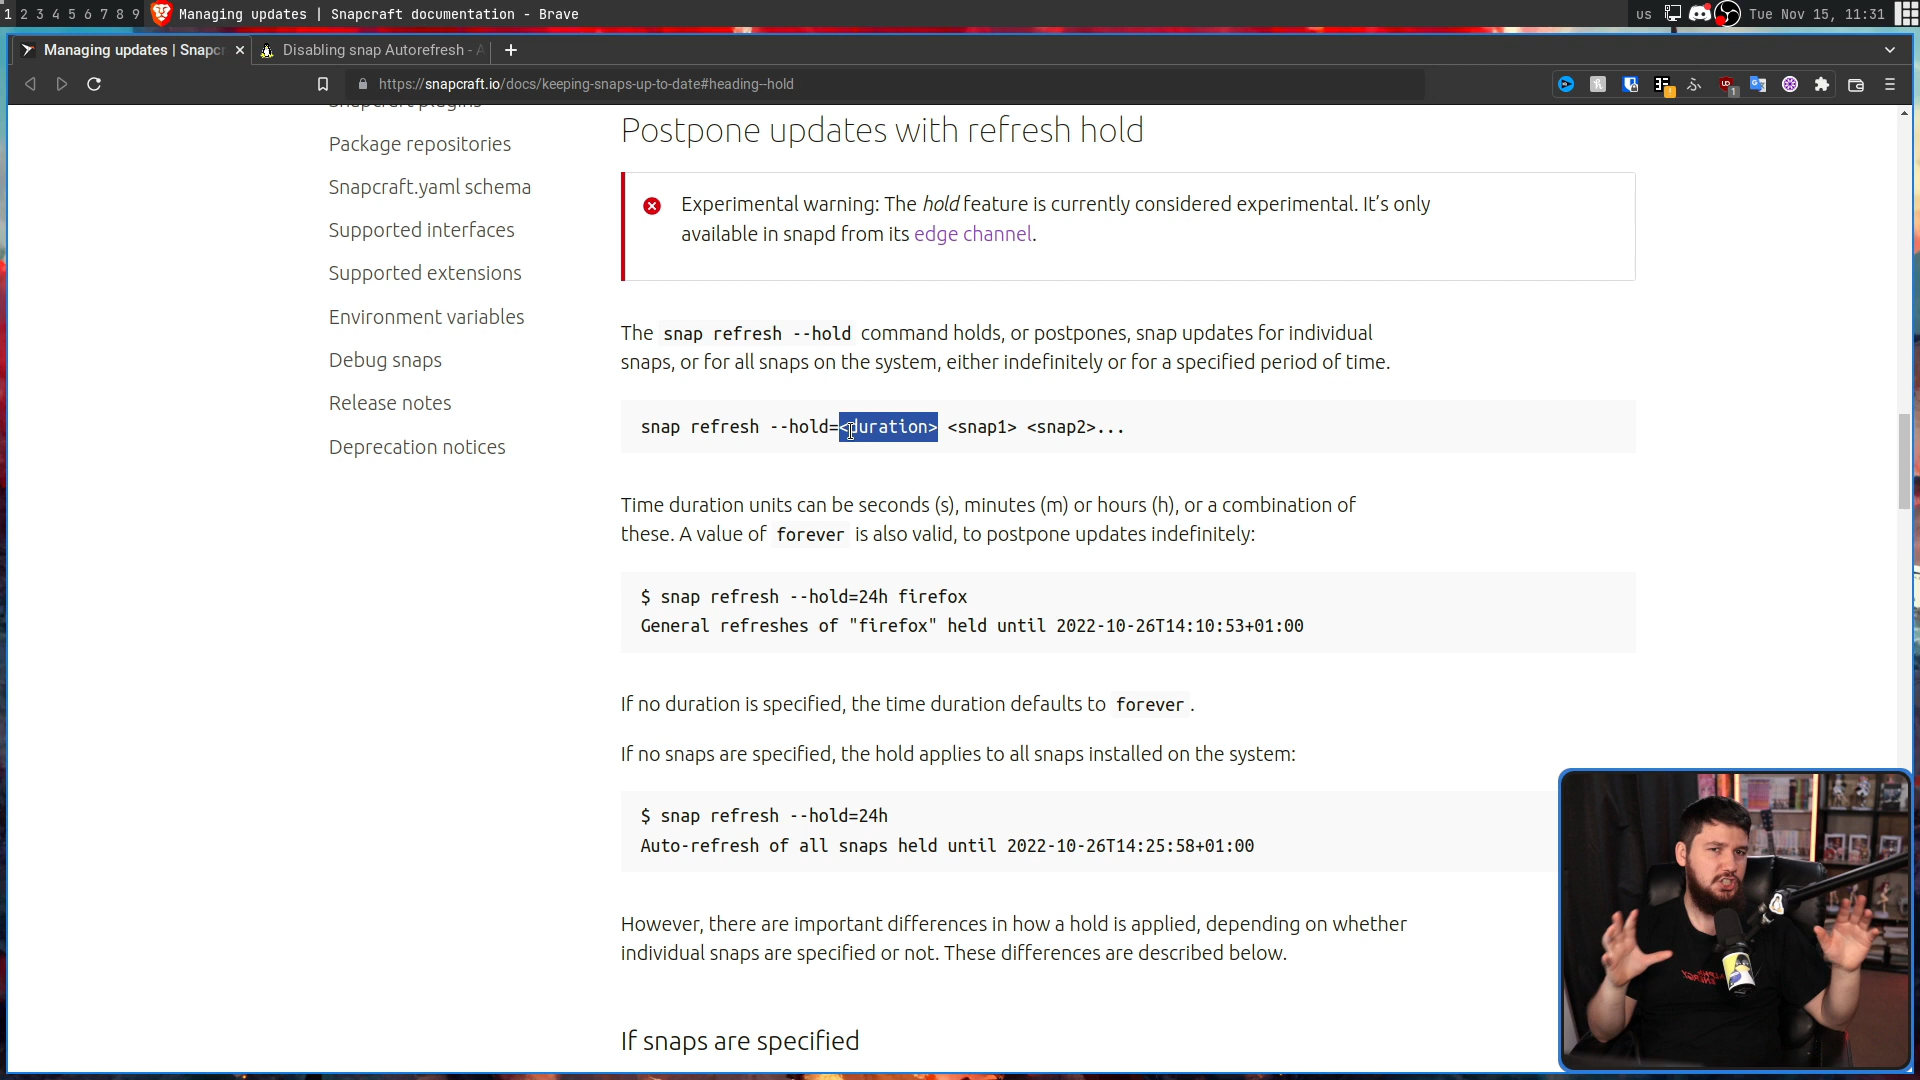 1 2 3 4 5 6 7 8 9 Managing updates | Snapcraft documentation - Brave us Tue Nov 15, 11:31
Managing updates | Snapcr Disabling snap Autorefresh - A
https://snapcraft.io/docs/keeping-snaps-up-to-date#heading--hold
Snapcraft plugins
Package repositories
Snapcraft.yaml schema
Supported interfaces
Supported extensions
Environment variables
Debug snaps
Release notes
Deprecation notices
Postpone updates with refresh hold
Experimental warning: The hold feature is currently considered experimental. It's only
available in snapd from its edge channel.
The snap refresh --hold command holds, or postpones, snap updates for individual
snaps, or for all snaps on the system, either indefinitely or for a specified period of time.
snap refresh --hold=<duration> <snap1> <snap2>...
Time duration units can be seconds (s), minutes (m) or hours (h), or a combination of
these. A value of forever is also valid, to postpone updates indefinitely:
$ snap refresh --hold=24h firefox
General refreshes of "firefox" held until 2022-10-26T14:10:53+01:00
If no duration is specified, the time duration defaults to forever.
If no snaps are specified, the hold applies to all snaps installed on the system:
$ snap refresh --hold=24h
Auto-refresh of all snaps held until 2022-10-26T14:25:58+01:00
However, there are important differences in how a hold is applied, depending on whether
individual snaps are specified or not. These differences are described below.
If snaps are specified